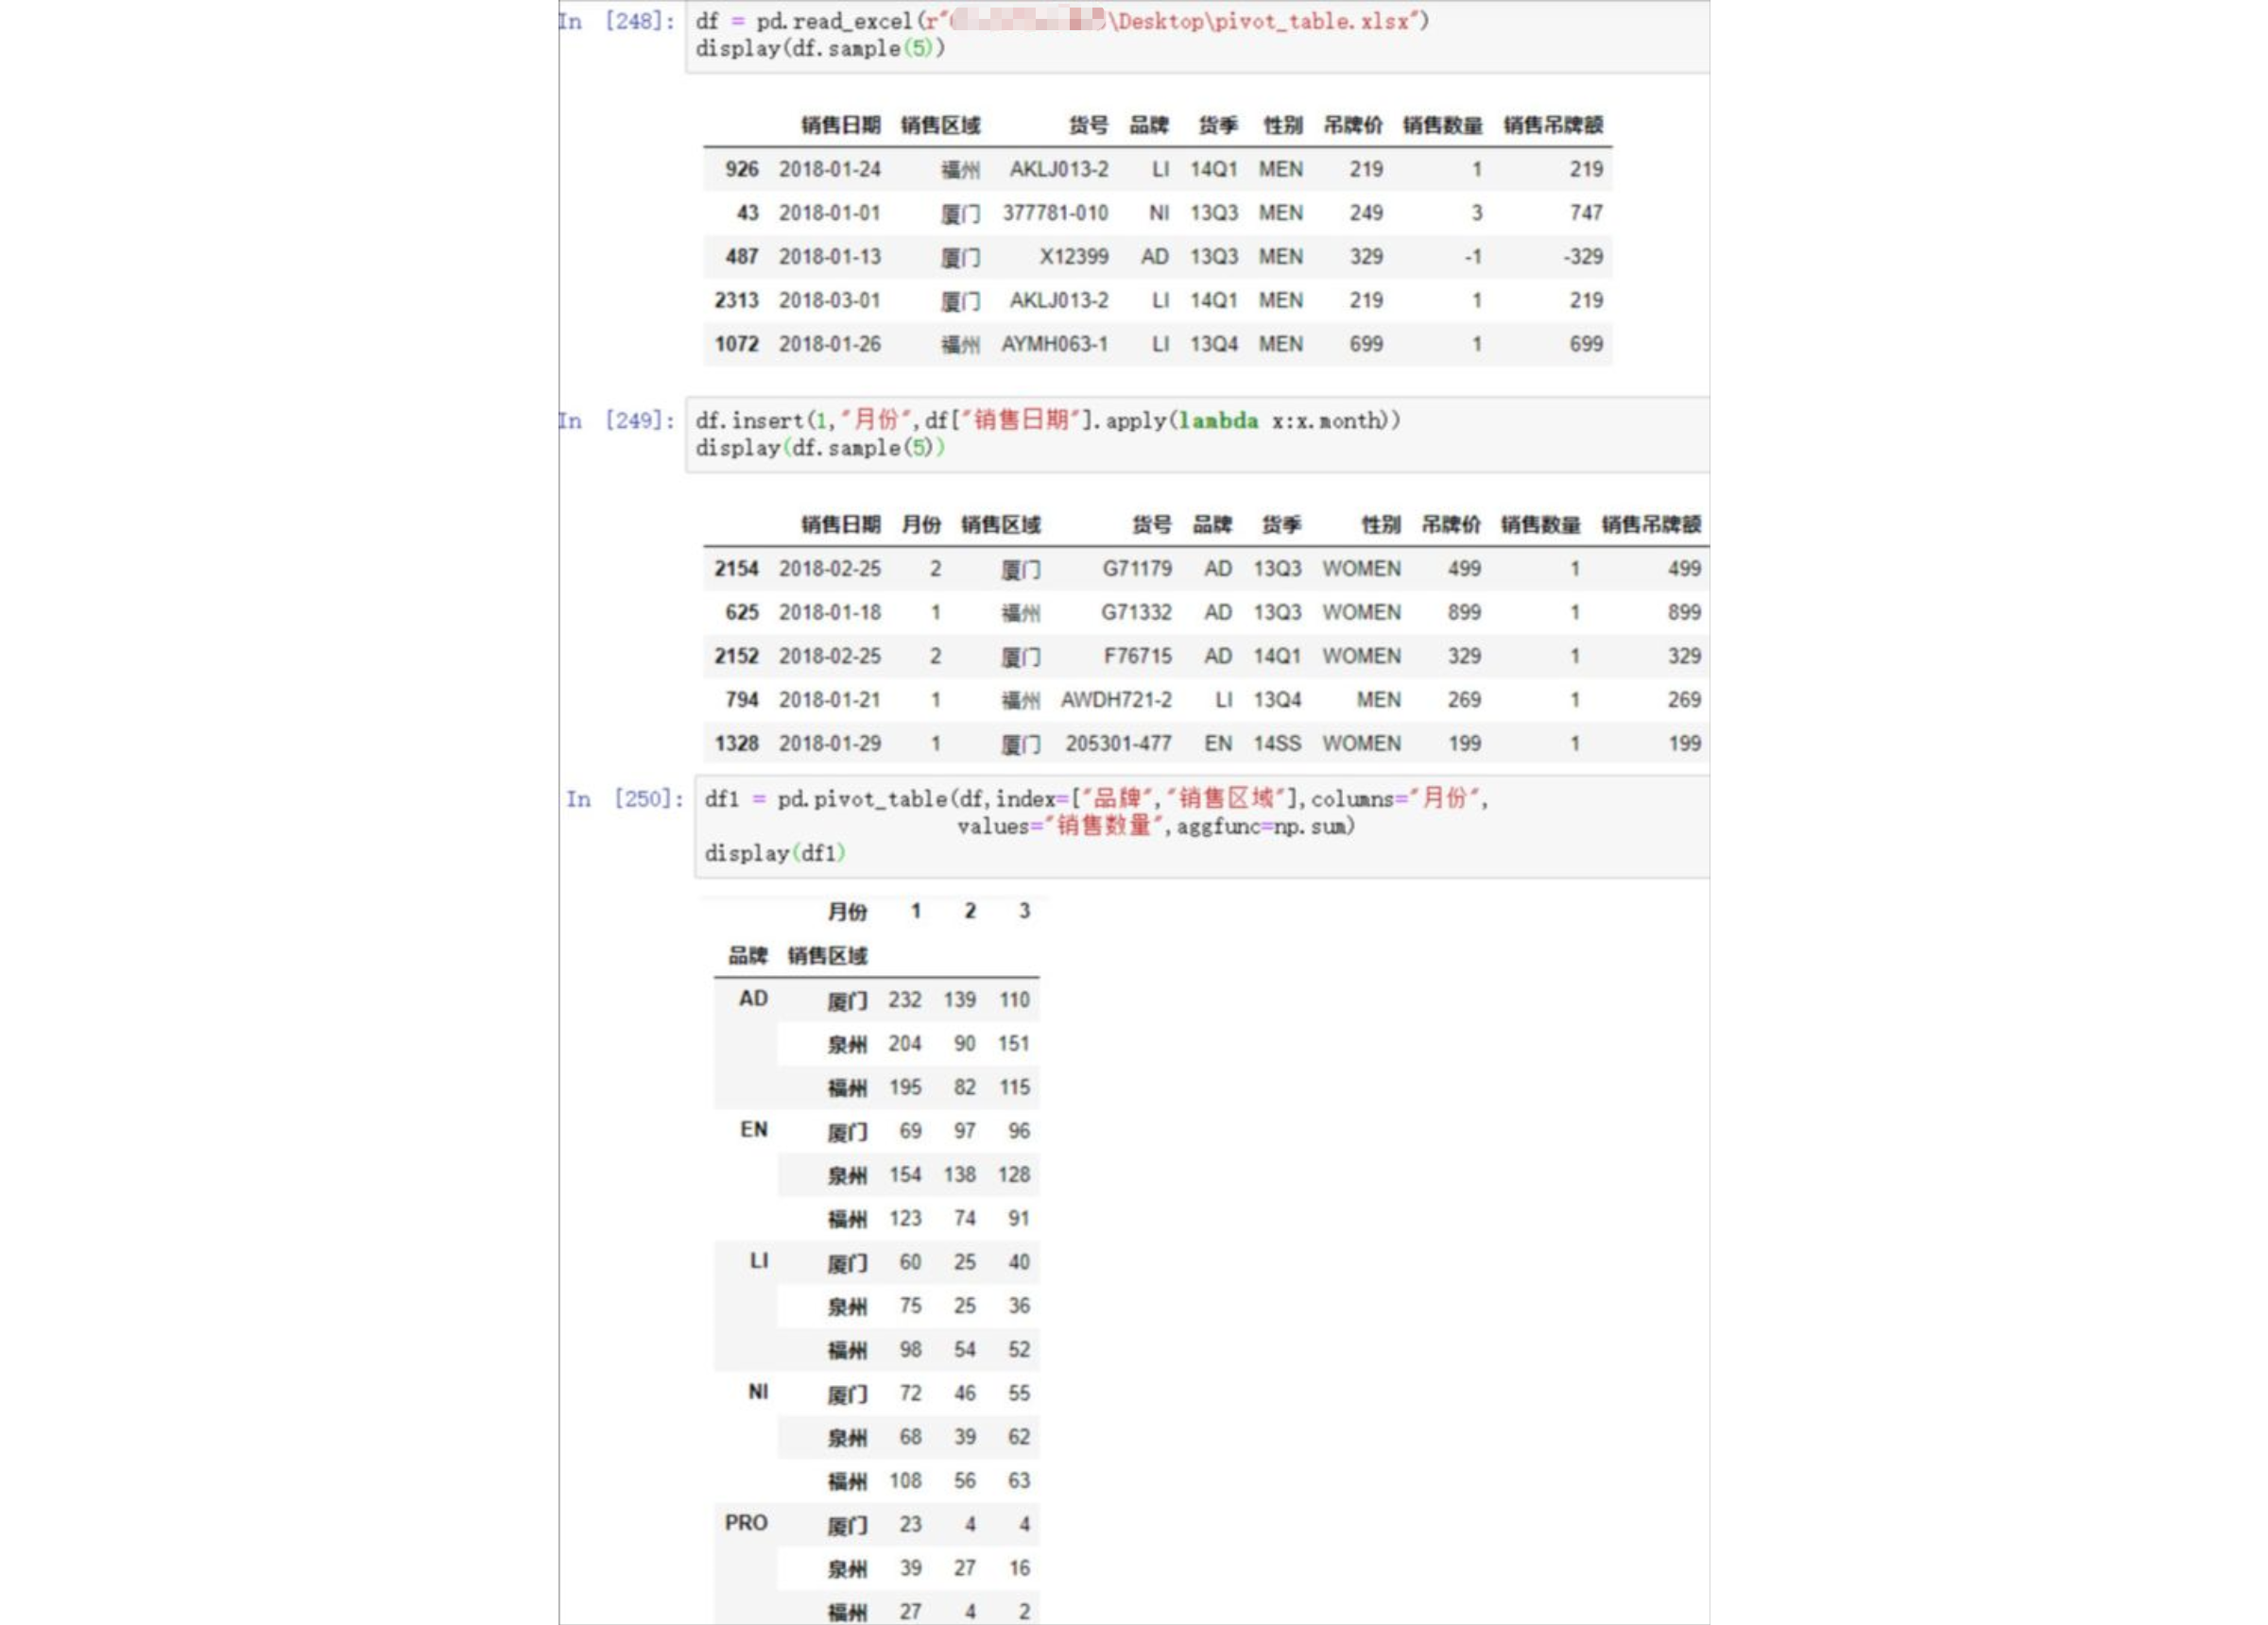 In [248]: df = pd.read_excel(r"\Desktop\pivot_table.xlsx")
display(df.sample(5))
销售日期 销售区域 货号 品牌 货季 性别 吊牌价 销售数量 销售吊牌额
926 2018-01-24 福州 AKLJ013-2 LI 14Q1 MEN 219 1 219
43 2018-01-01 厦门 377781-010 NI 13Q3 MEN 249 3 747
487 2018-01-13 厦门 X12399 AD 13Q3 MEN 329 -1 -329
2313 2018-03-01 厦门 AKLJ013-2 LI 14Q1 MEN 219 1 219
1072 2018-01-26 福州 AYMH063-1 LI 13Q4 MEN 699 1 699
In [249]: df.insert(1,"月份",df["销售日期"].apply(lambda x:x.month))
display(df.sample(5))
销售日期 月份 销售区域 货号 品牌 货季 性别 吊牌价 销售数量 销售吊牌额
2154 2018-02-25 2 厦门 G71179 AD 13Q3 WOMEN 499 1 499
625 2018-01-18 1 福州 G71332 AD 13Q3 WOMEN 899 1 899
2152 2018-02-25 2 厦门 F76715 AD 14Q1 WOMEN 329 1 329
794 2018-01-21 1 福州 AWDH721-2 LI 13Q4 MEN 269 1 269
1328 2018-01-29 1 厦门 205301-477 EN 14SS WOMEN 199 1 199
In [250]: df1 = pd.pivot_table(df,index=["品牌","销售区域"],columns="月份",
values="销售数量",aggfunc=np.sum)
display(df1)
月份 1 2 3
品牌 销售区域
AD 厦门 232 139 110
泉州 204 90 151
福州 195 82 115
EN 厦门 69 97 96
泉州 154 138 128
福州 123 74 91
LI 厦门 60 25 40
泉州 75 25 36
福州 98 54 52
NI 厦门 72 46 55
泉州 68 39 62
福州 108 56 63
PRO 厦门 23 4 4
泉州 39 27 16
福州 27 4 2